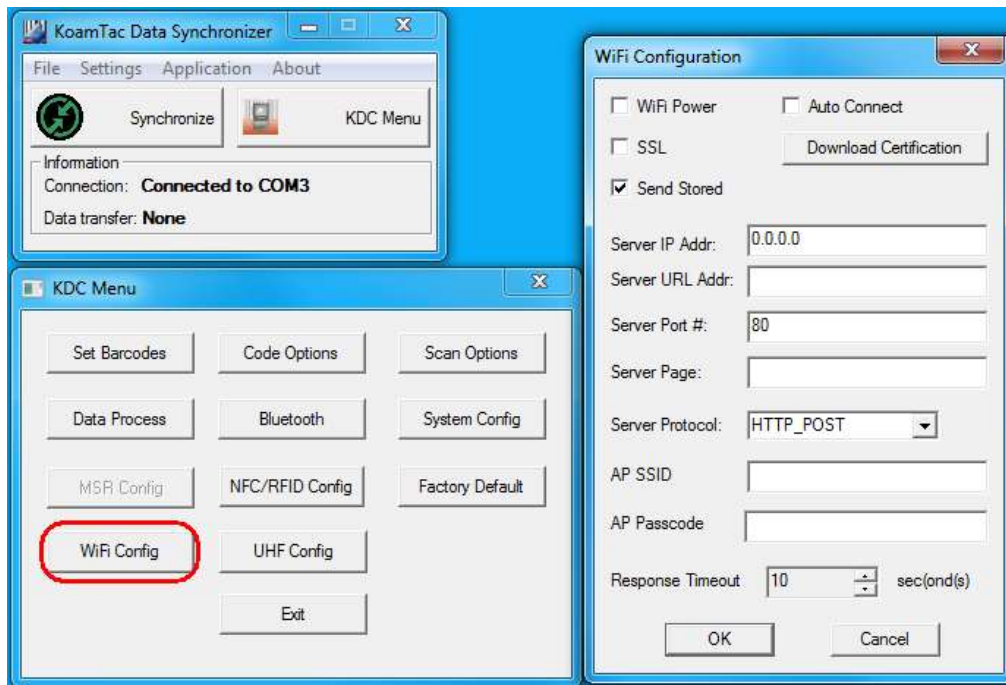 KoamTac Data Synchronizer
File Settings Application About
Synchronize KDC Menu
Information
Connection: Connected to COM3
Data transfer: None
KDC Menu
Set Barcodes Code Options Scan Options
Data Process Bluetooth System Config
MSR Config NFC/RFID Config Factory Default
WiFi Config UHF Config
Exit
WiFi Configuration
WiFi Power Auto Connect
SSL Download Certification
Send Stored
Server IP Addr: 0.0.0.0
Server URL Addr:
Server Port #: 80
Server Page:
Server Protocol: HTTP_POST
AP SSID
AP Passcode
Response Timeout 10 sec(ond(s)
OK Cancel